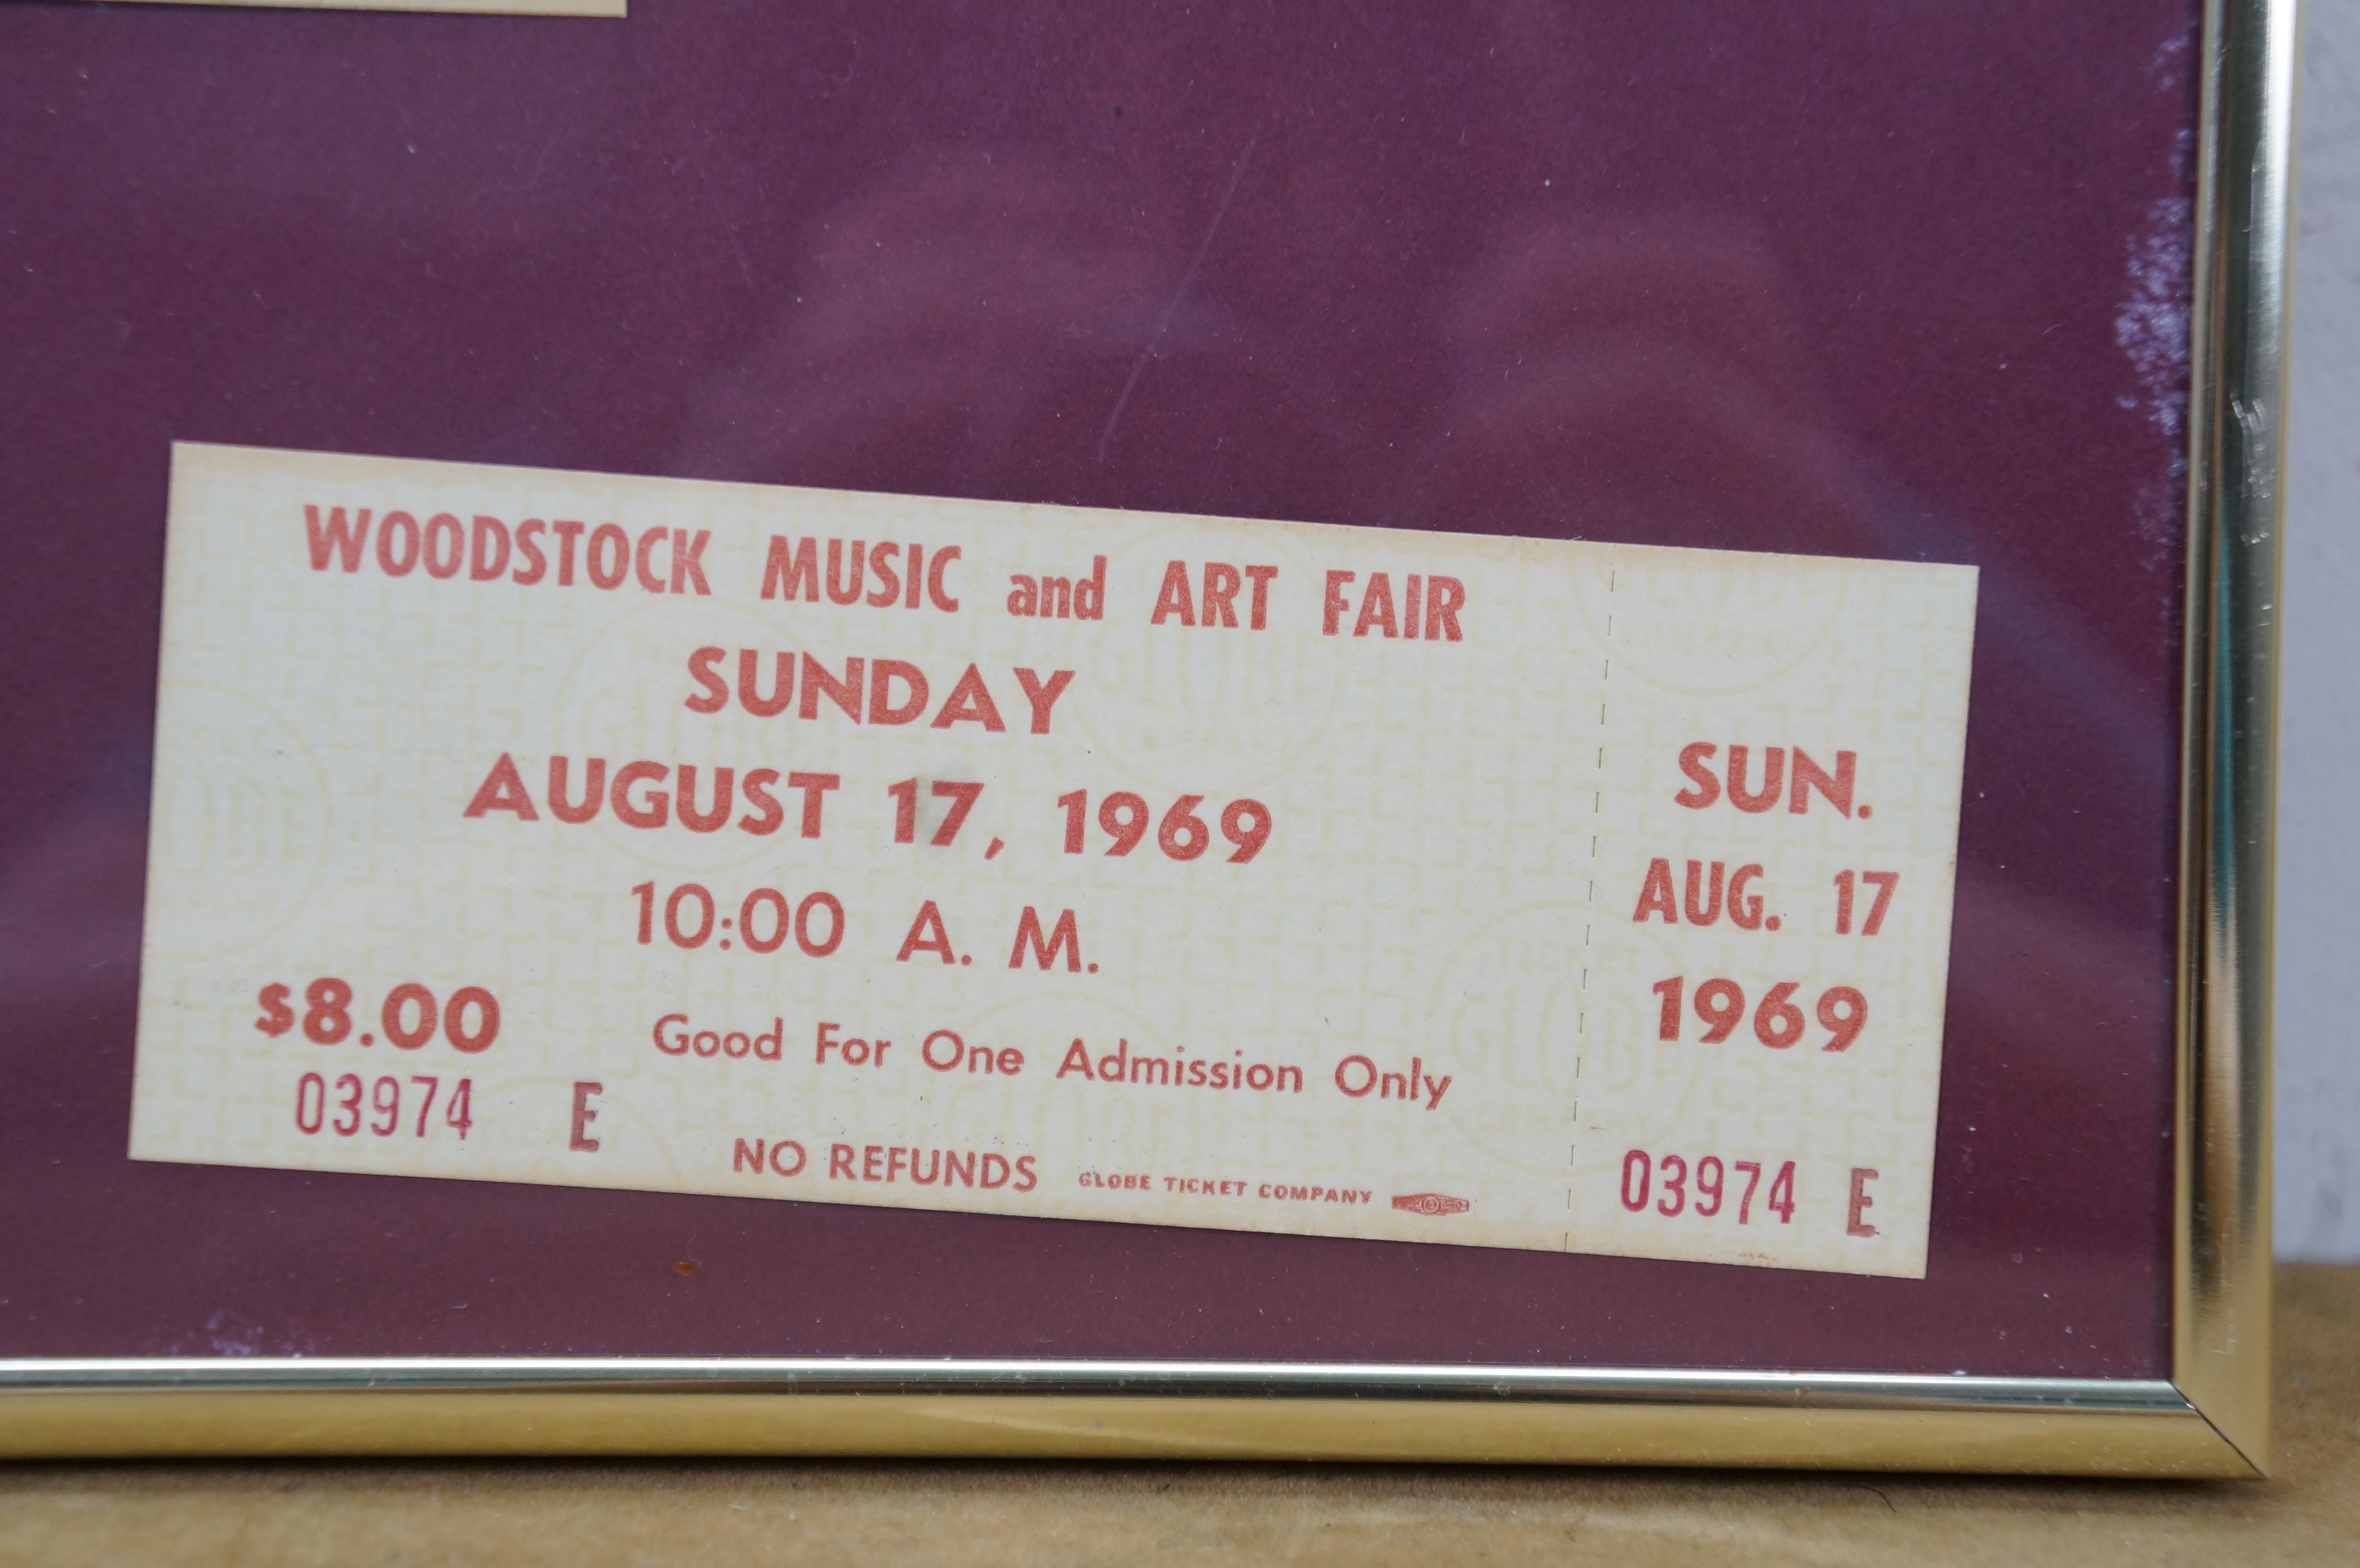 WOODSTOCK MUSIC and ART FAIR
SUNDAY
AUGUST 17, 1969
10:00 A. M.
$8.00
Good For One Admission Only
03974 E
NO REFUNDS
GLOBE TICKET COMPANY
SUN.
AUG. 17
1969
03974 E